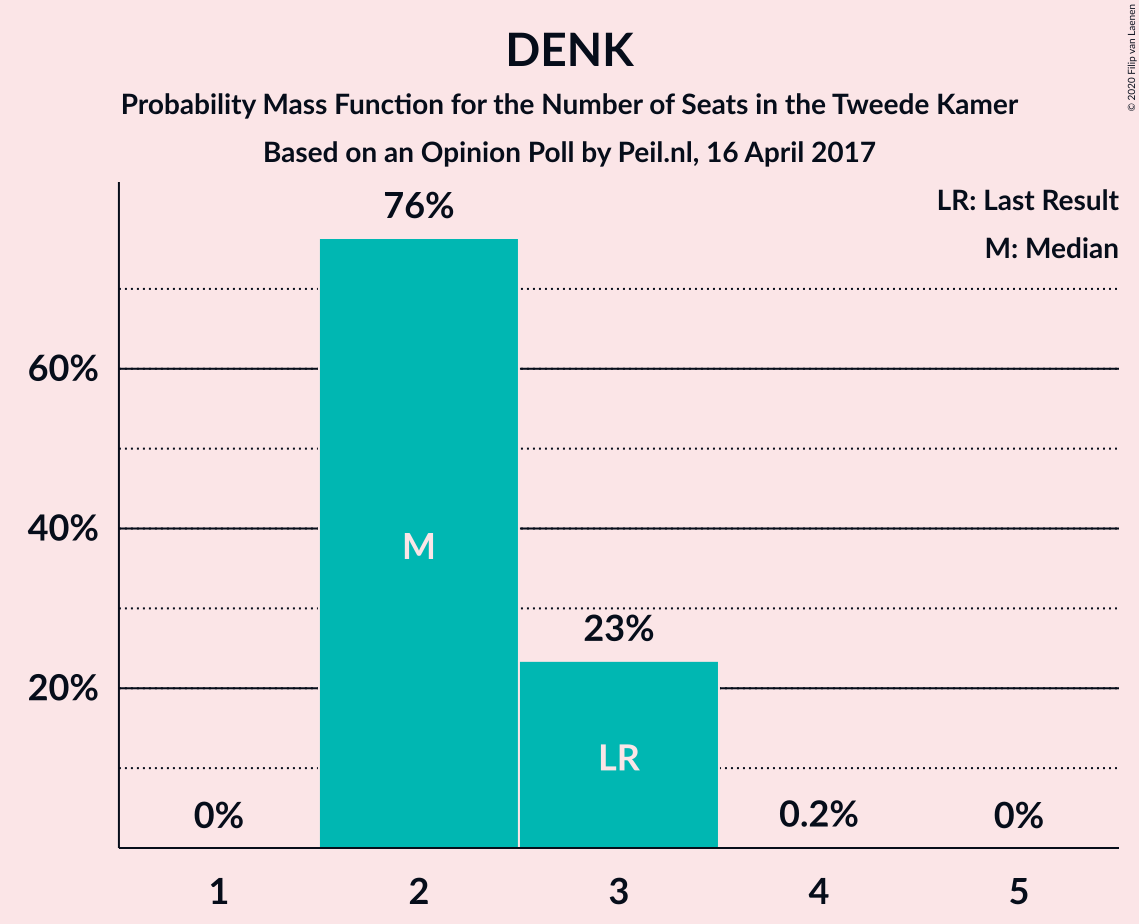 DENK
Probability Mass Function for the Number of Seats in the Tweede Kamer
Based on an Opinion Poll by Peil.nl, 16 April 2017
© 2020 Filip van Laenen
LR: Last Result
M: Median
76%
60%
40%
20%
M
23%
LR
0%
0.2%
0%
1
2
3
4
5